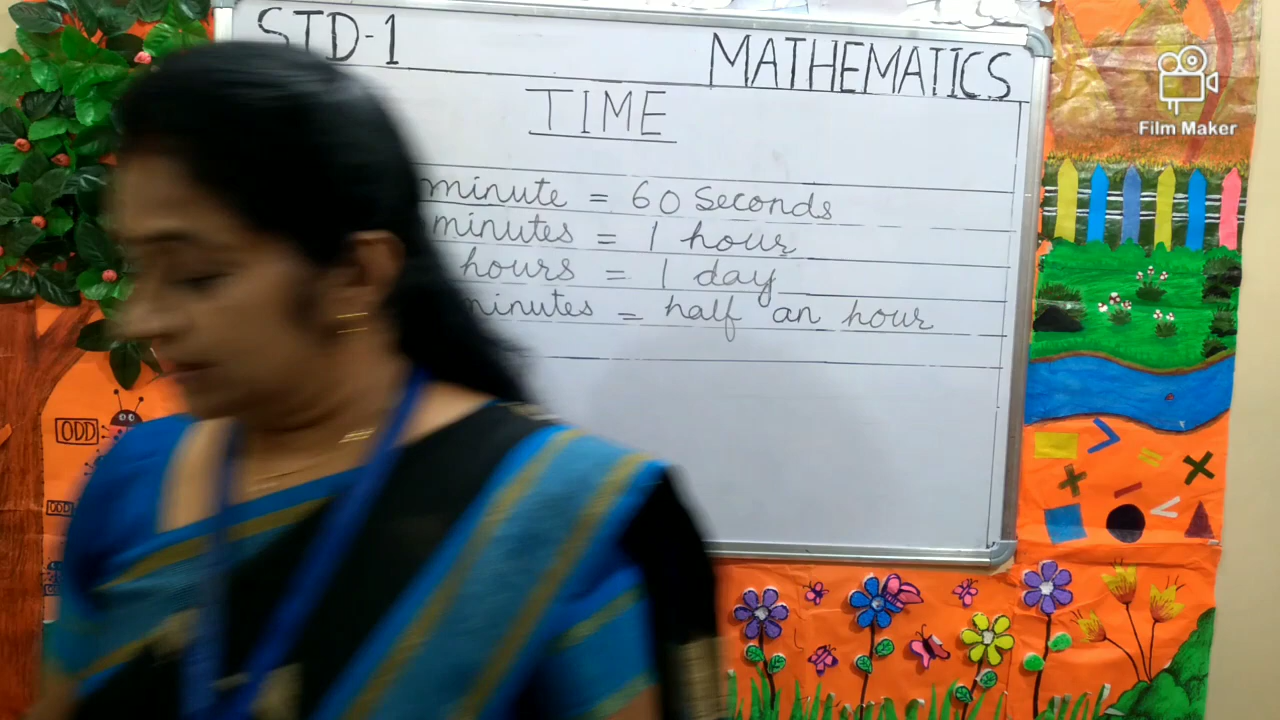 STD-1 MATHEMATICS
TIME
minute = 60 Seconds
minutes = 1 hour
hours = 1 day
minutes = half an hour
Film Maker
ODD
ODD